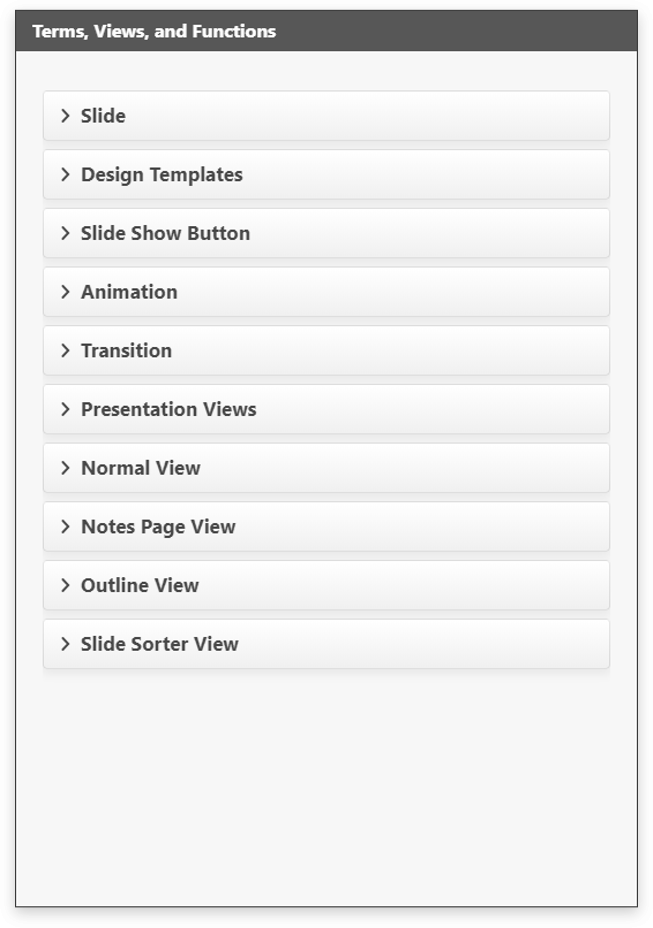 Terms, Views, and Functions
Slide
Design Templates
Slide Show Button
Animation
Transition
Presentation Views
Normal View
Notes Page View
Outline View
Slide Sorter View